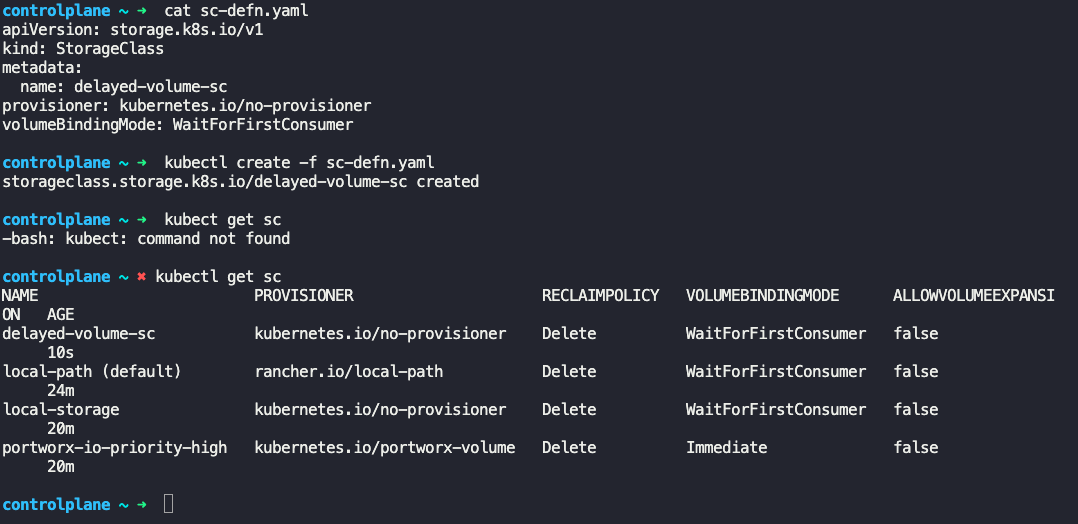 controlplane ~ ➜  cat sc-defn.yaml
apiVersion: storage.k8s.io/v1
kind: StorageClass
metadata:
  name: delayed-volume-sc
provisioner: kubernetes.io/no-provisioner
volumeBindingMode: WaitForFirstConsumer
controlplane ~ ➜  kubectl create -f sc-defn.yaml
storageclass.storage.k8s.io/delayed-volume-sc created
controlplane ~ ➜  kubect get sc
-bash: kubect: command not found
controlplane ~ ✖ kubectl get sc
NAME                        PROVISIONER                     RECLAIMPOLICY   VOLUMEBINDINGMODE      ALLOWVOLUMEEXPANSI
ON   AGE
delayed-volume-sc           kubernetes.io/no-provisioner    Delete          WaitForFirstConsumer   false
     10s
local-path (default)        rancher.io/local-path           Delete          WaitForFirstConsumer   false
     24m
local-storage               kubernetes.io/no-provisioner    Delete          WaitForFirstConsumer   false
     20m
portworx-io-priority-high   kubernetes.io/portworx-volume   Delete          Immediate              false
     20m
controlplane ~ ➜